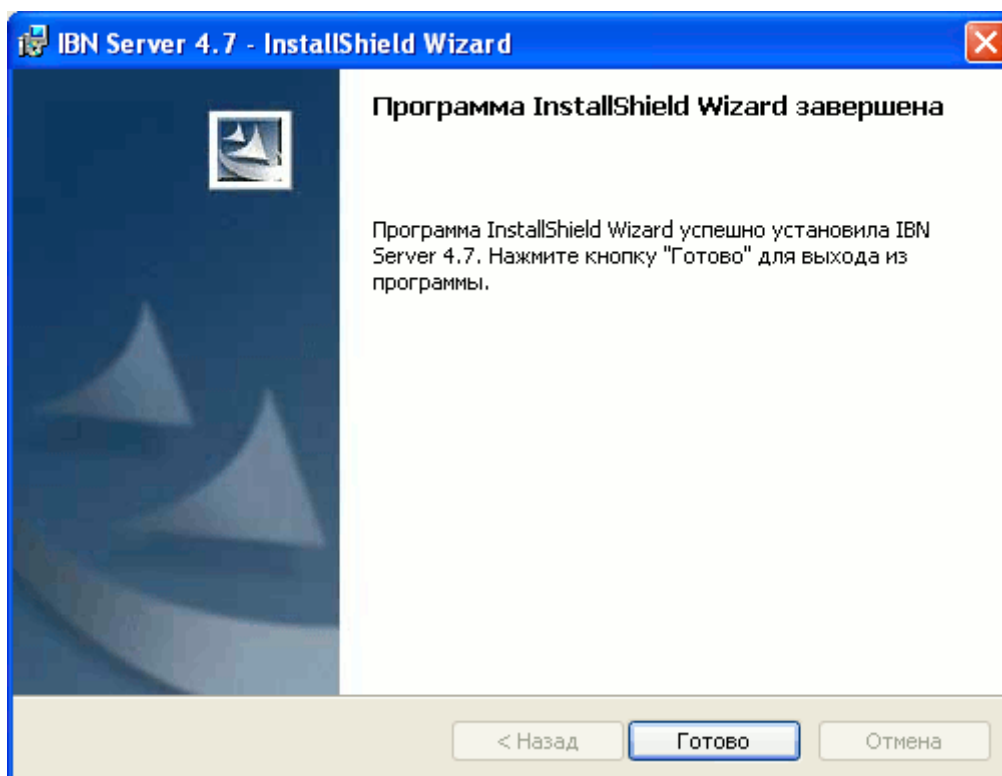 IBN Server 4.7 - InstallShield Wizard
Программа InstallShield Wizard завершена
Программа InstallShield Wizard успешно установила IBN
Server 4.7. Нажмите кнопку "Готово" для выхода из
программы.
< Назад
Готово
Отмена